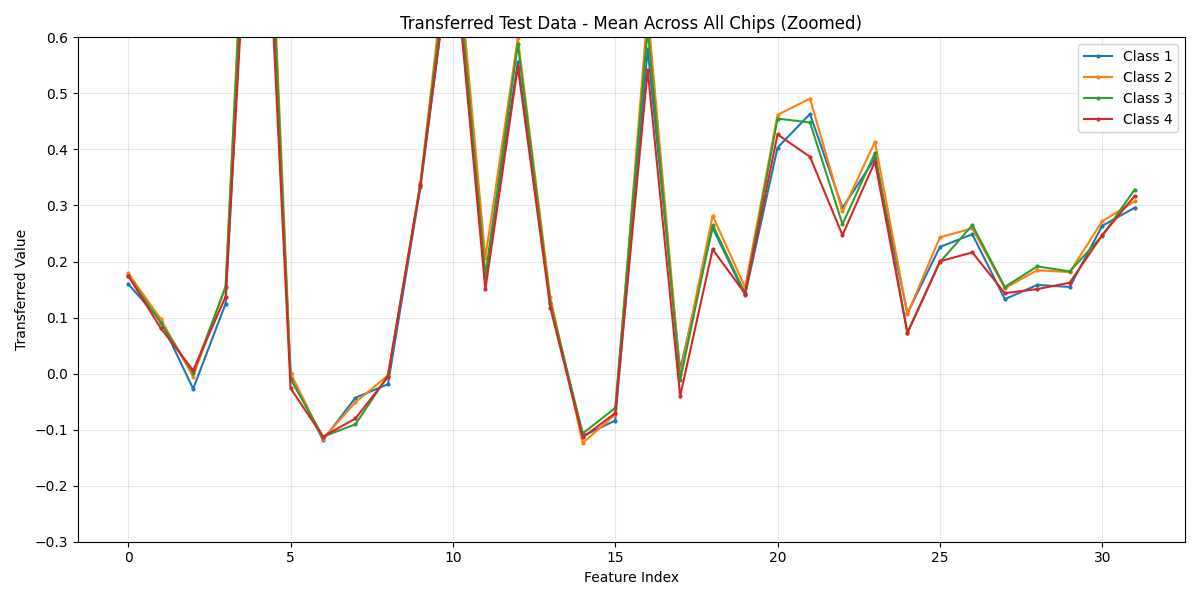 Transferred Test Data - Mean Across All Chips (Zoomed)
Class 1
Class 2
Class 3
Class 4
Transferred Value
0.6
0.5
0.4
0.3
0.2
0.1
0.0
−0.1
−0.2
−0.3
0 5 10 15 20 25 30
Feature Index